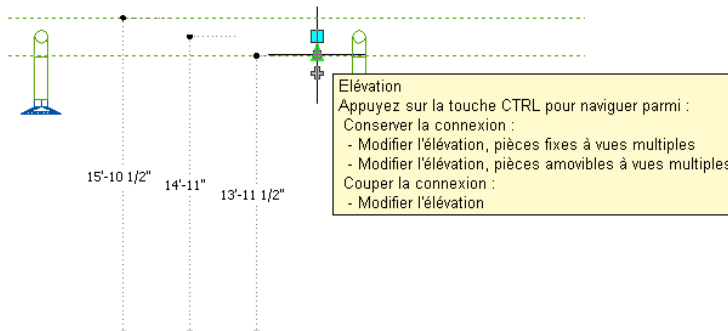 Elévation
Appuyez sur la touche CTRL pour naviguer parmi :
Conserver la connexion :
- Modifier l'élévation, pièces fixes à vues multiples
- Modifier l'élévation, pièces amovibles à vues multiples
Couper la connexion :
- Modifier l'élévation
15'-10 1/2"
14'-11"
13'-11 1/2"